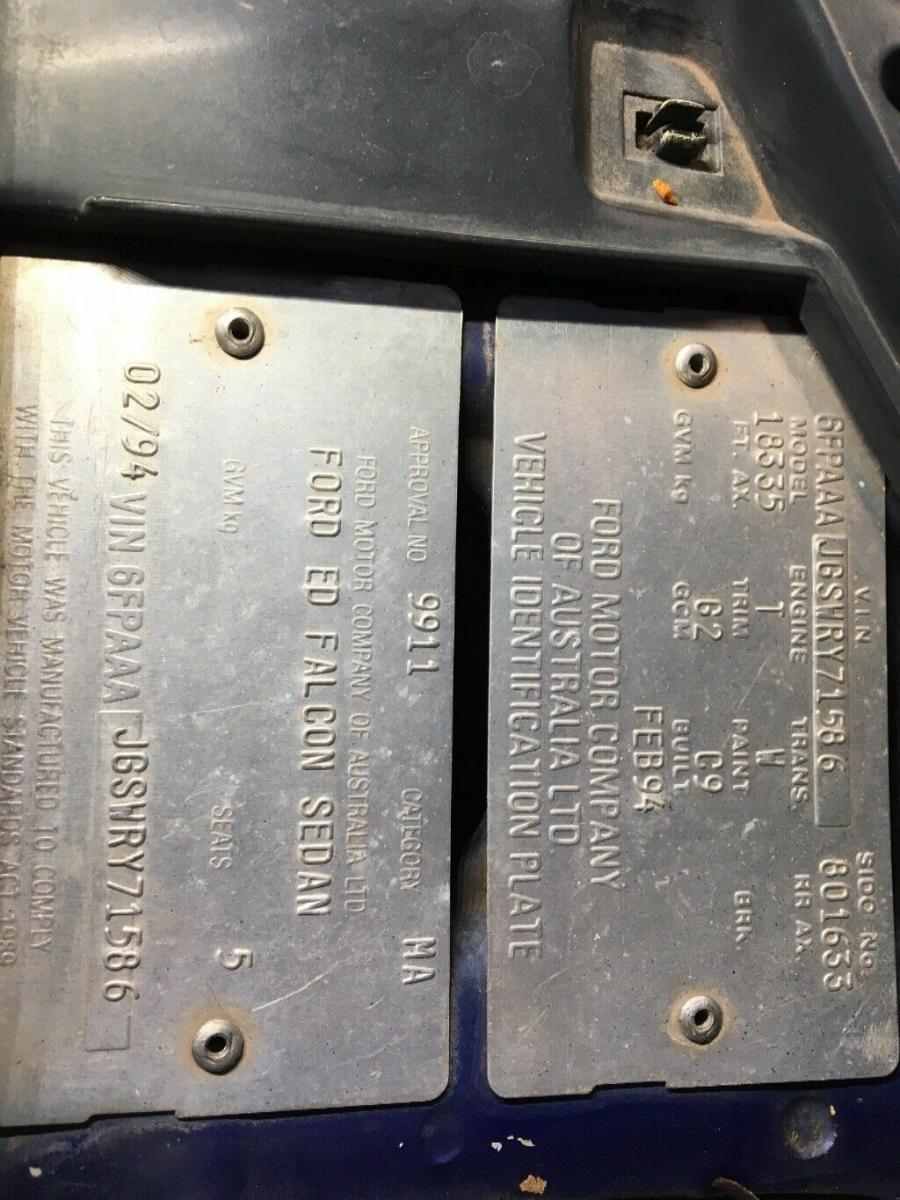 V.I.N SIDO No.
6FPAAA J6SWRY71586 801633
MODEL ENGINE TRANS. RR AX.
18335 T W
FT. AX. TRIM PAINT BRK.
62 C9
GVM kg GCM BUILT
FEB94
FORD MOTOR COMPANY
OF AUSTRALIA LTD
VEHICLE IDENTIFICATION PLATE
APPROVAL NO 9911 CATEGORY MA
FORD MOTOR COMPANY OF AUSTRALIA LTD
FORD ED FALCON SEDAN
GVM kg SEATS 5
02/94 VIN 6FPAAA J6SWRY71586
THIS VEHICLE WAS MANUFACTURED TO COMPLY
WITH THE MOTOR VEHICLE STANDARDS ACT 1989